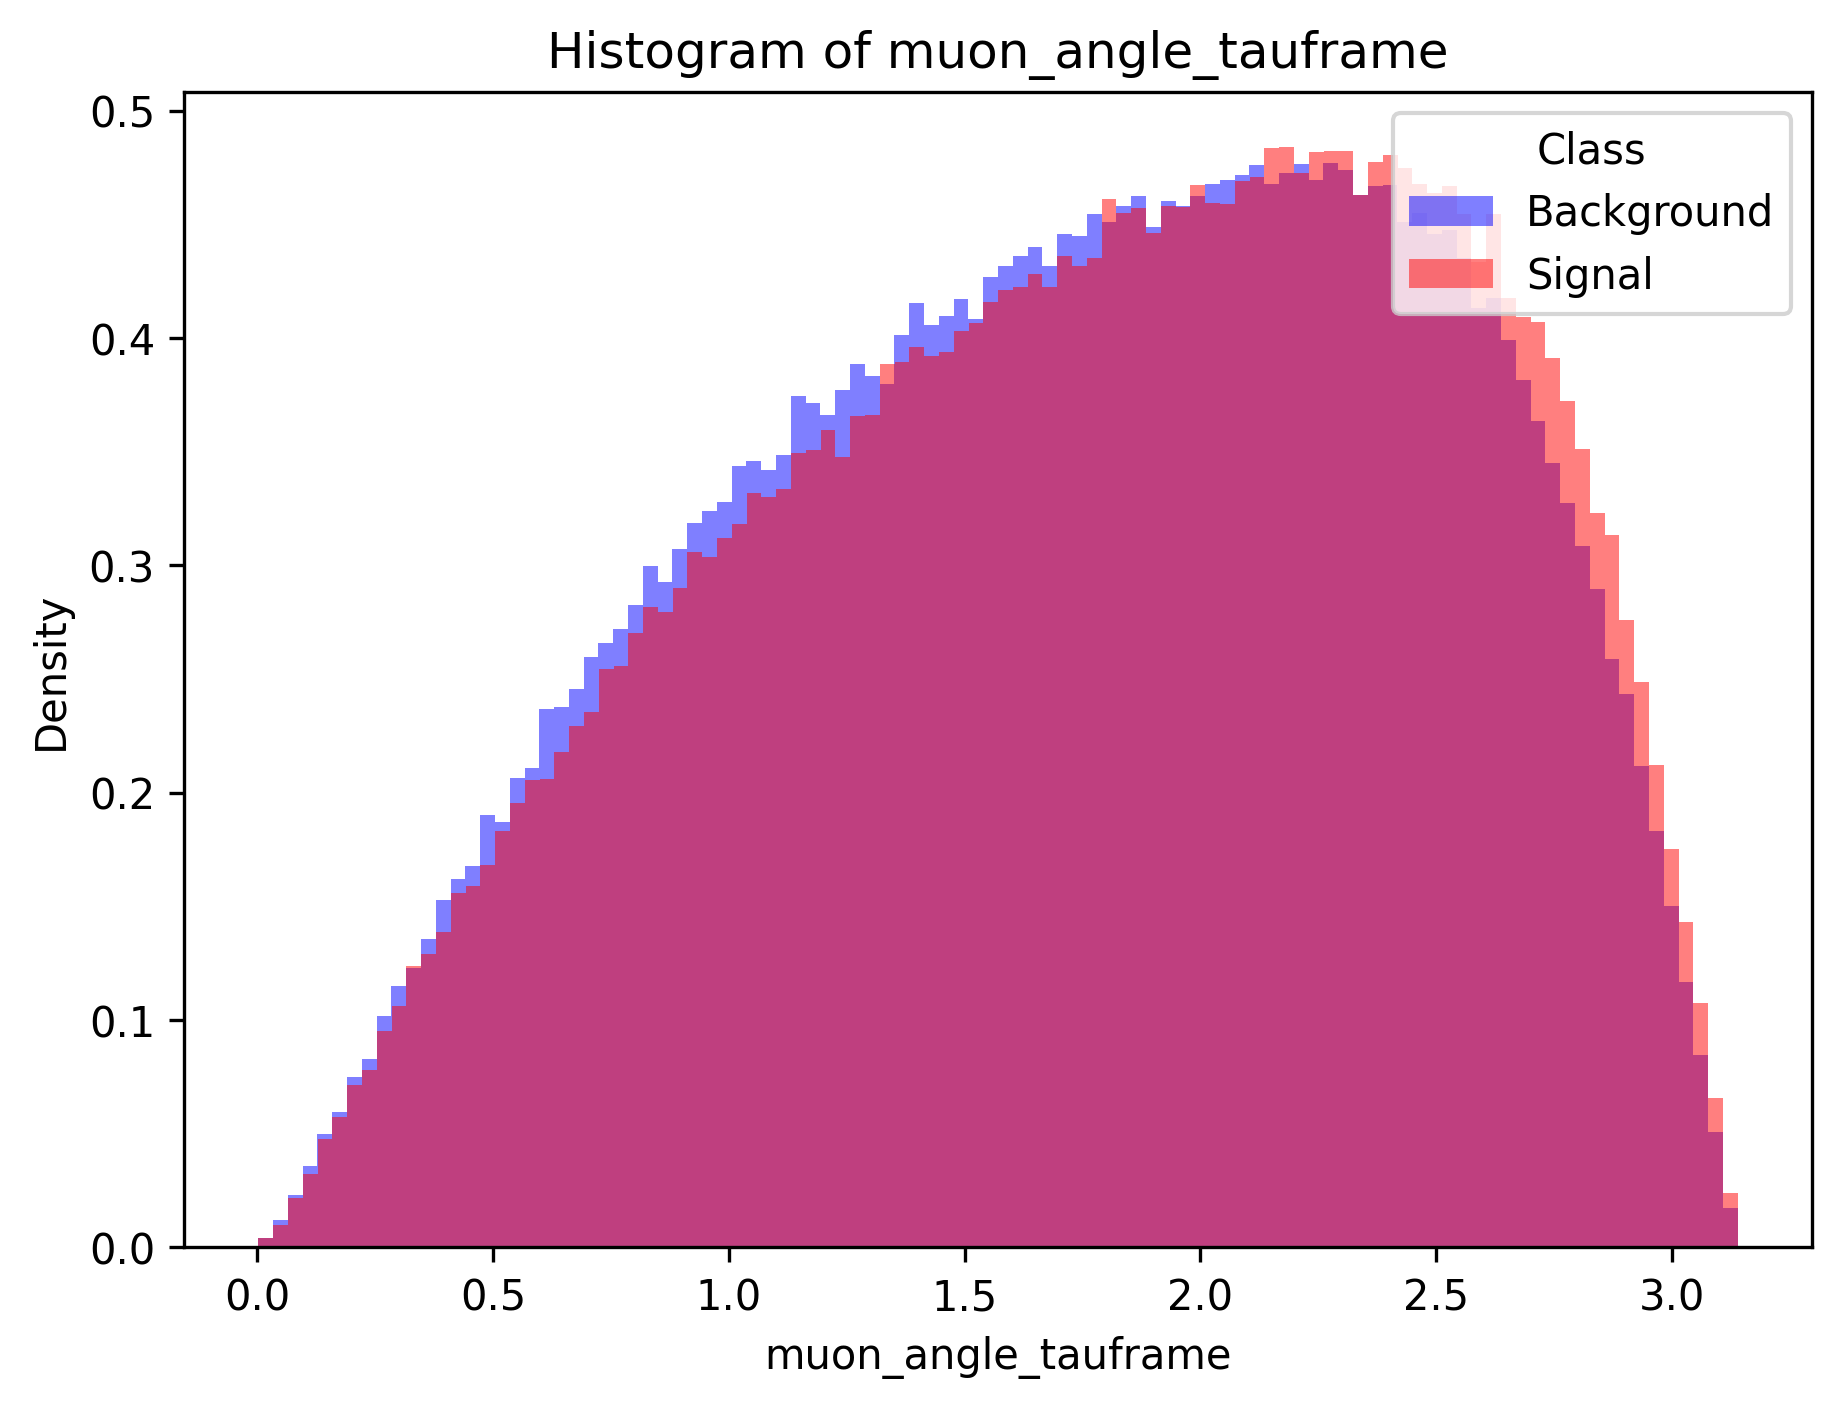 Histogram of muon_angle_tauframe
Class
Background
Signal
Density
0.5
0.4
0.3
0.2
0.1
0.0
0.0 0.5 1.0 1.5 2.0 2.5 3.0
muon_angle_tauframe